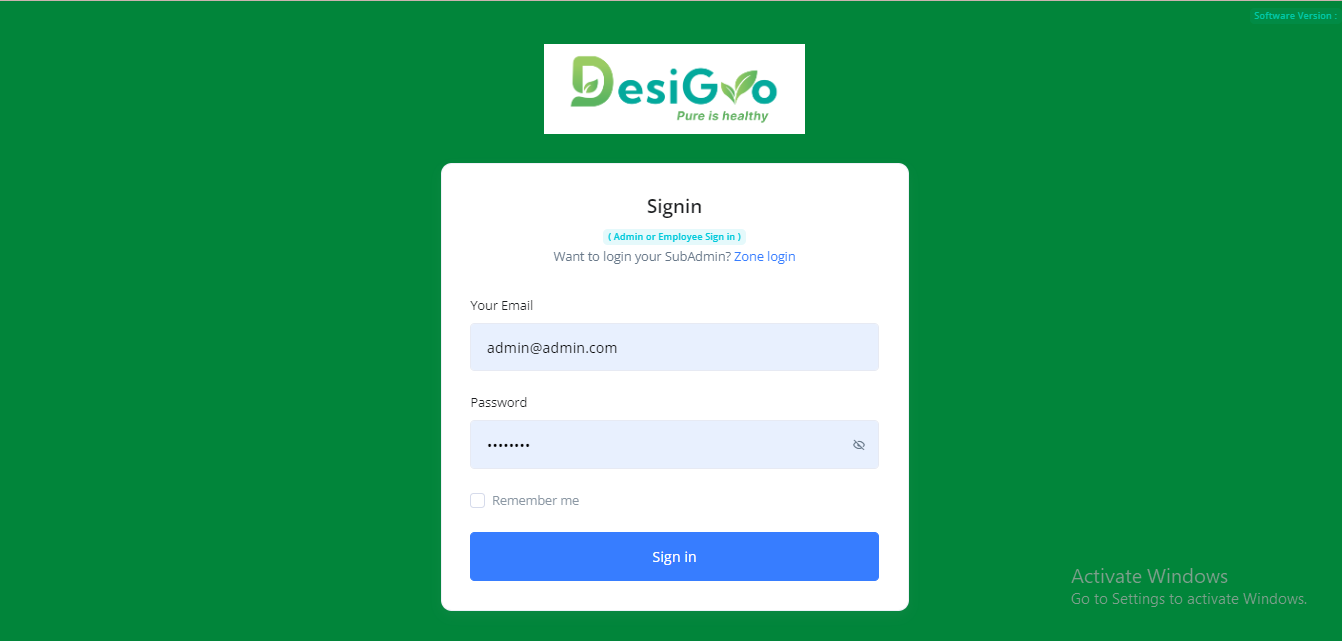 Software Version :
DesiGo
Pure is healthy
Signin
( Admin or Employee Sign in )
Want to login your SubAdmin? Zone login
Your Email
admin@admin.com
Password
••••••••
Remember me
Sign in
Activate Windows
Go to Settings to activate Windows.